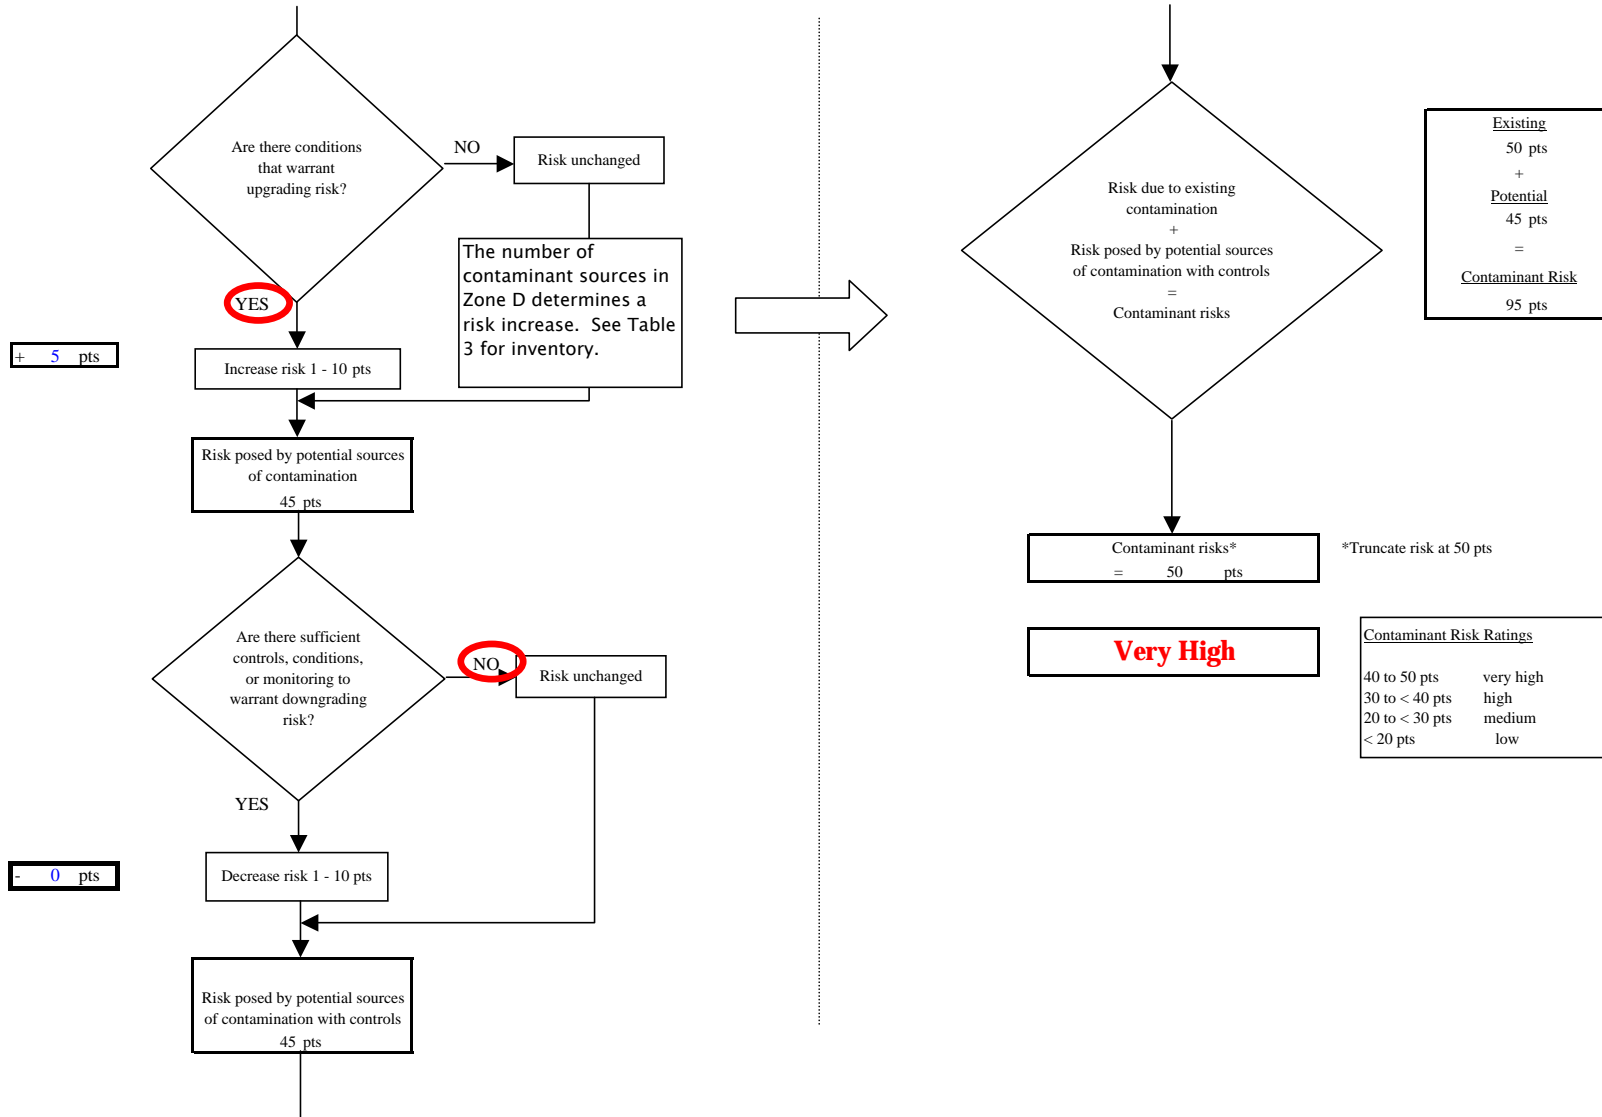 Are there conditions
that warrant
upgrading risk?
NO
Risk unchanged
The number of
contaminant sources in
Zone D determines a
risk increase.  See Table
3 for inventory.
YES
+ 5 pts
Increase risk 1 - 10 pts
Risk posed by potential sources
of contamination
45 pts
Are there sufficient
controls, conditions,
or monitoring to
warrant downgrading
risk?
NO
Risk unchanged
YES
- 0 pts
Decrease risk 1 - 10 pts
Risk posed by potential sources
of contamination with controls
45 pts
Risk due to existing
contamination
+
Risk posed by potential sources
of contamination with controls
=
Contaminant risks
Existing
50 pts
+
Potential
45 pts
=
Contaminant Risk
95 pts
Contaminant risks*
= 50 pts
*Truncate risk at 50 pts
Very High
Contaminant Risk Ratings
40 to 50 pts very high
30 to < 40 pts high
20 to < 30 pts medium
< 20 pts low